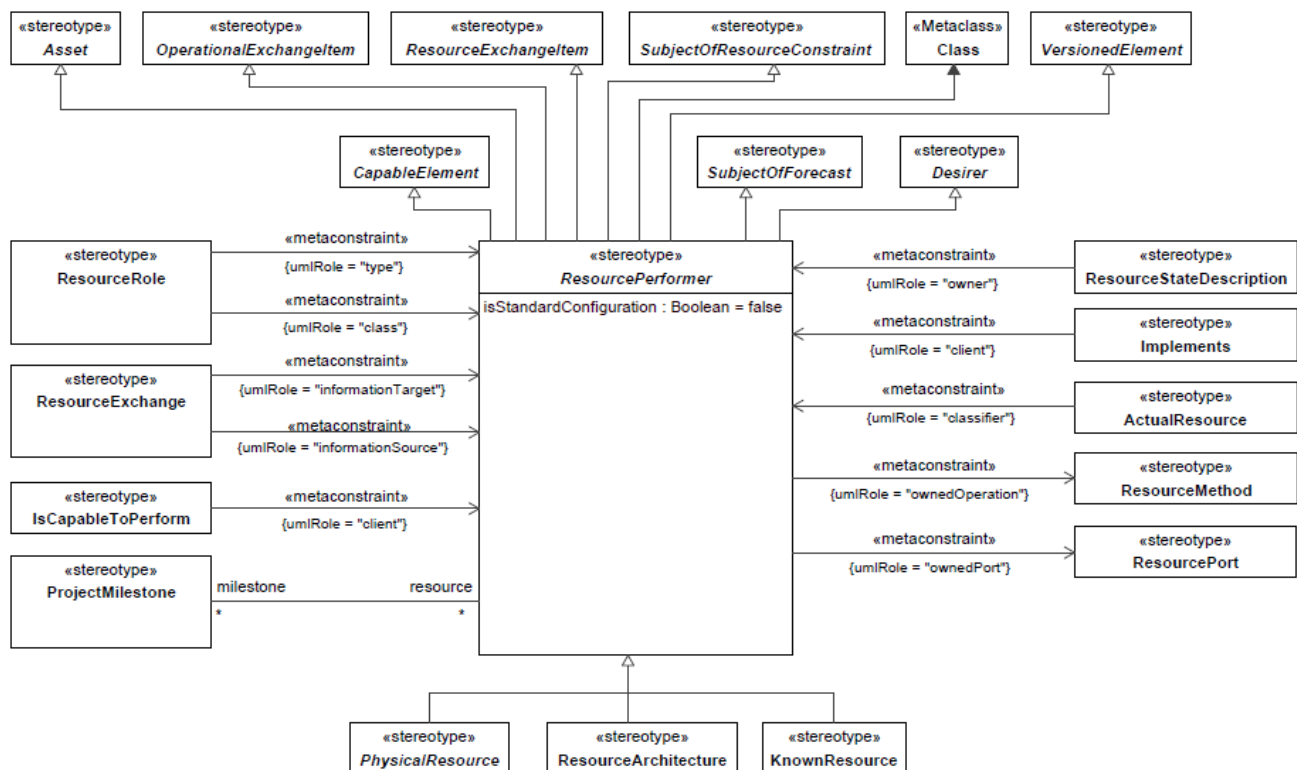 «stereotype»
Asset
«stereotype»
OperationalExchangeItem
«stereotype»
ResourceExchangeItem
«stereotype»
SubjectOfResourceConstraint
«Metaclass»
Class
«stereotype»
VersionedElement
«stereotype»
CapableElement
«stereotype»
SubjectOfForecast
«stereotype»
Desirer
«stereotype»
ResourceRole
«metaconstraint»
{umlRole = "type"}
«metaconstraint»
{umlRole = "class"}
«stereotype»
ResourceExchange
«metaconstraint»
{umlRole = "informationTarget"}
«metaconstraint»
{umlRole = "informationSource"}
«stereotype»
IsCapableToPerform
«metaconstraint»
{umlRole = "client"}
«stereotype»
ProjectMilestone
milestone
*
resource
*
«stereotype»
ResourcePerformer
isStandardConfiguration : Boolean = false
«metaconstraint»
{umlRole = "owner"}
«stereotype»
ResourceStateDescription
«metaconstraint»
{umlRole = "client"}
«stereotype»
Implements
«metaconstraint»
{umlRole = "classifier"}
«stereotype»
ActualResource
«metaconstraint»
{umlRole = "ownedOperation"}
«stereotype»
ResourceMethod
«metaconstraint»
{umlRole = "ownedPort"}
«stereotype»
ResourcePort
«stereotype»
PhysicalResource
«stereotype»
ResourceArchitecture
«stereotype»
KnownResource